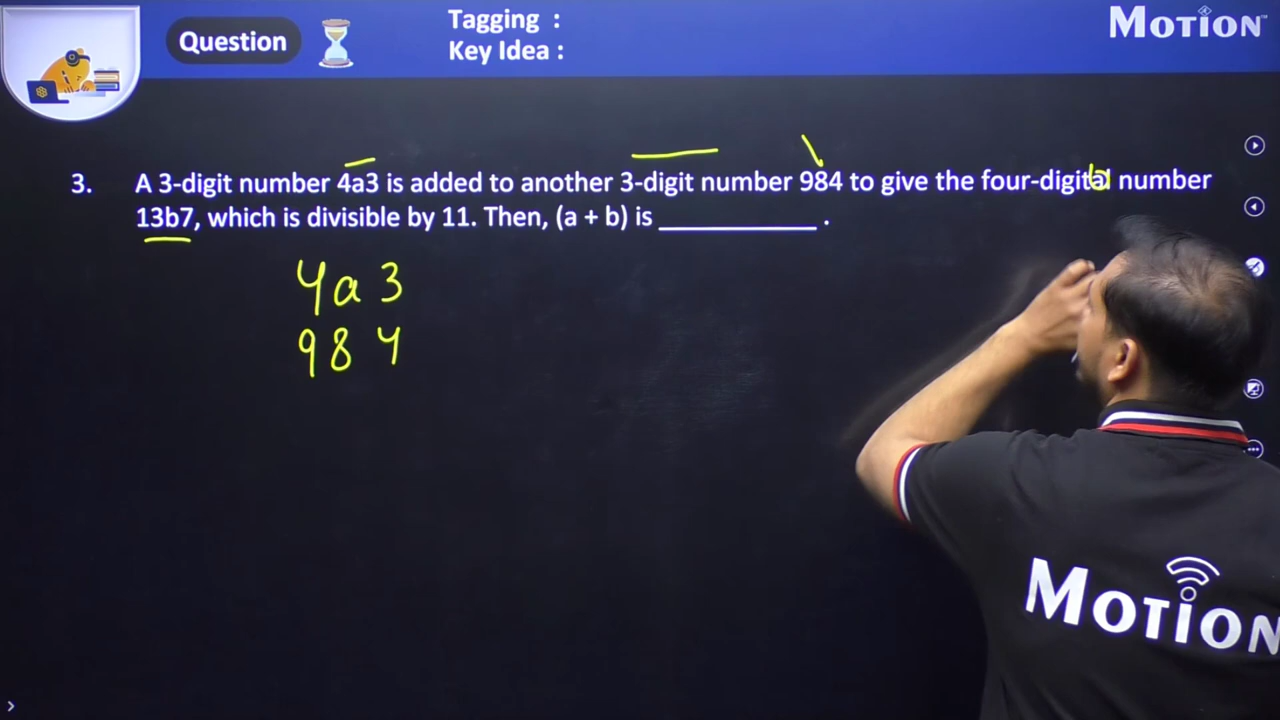 Question
Tagging :
Key Idea :
MOTION
3. A 3-digit number 4a3 is added to another 3-digit number 984 to give the four-digital number
13b7, which is divisible by 11. Then, (a + b) is ____________ .
4a3
984
MOTION